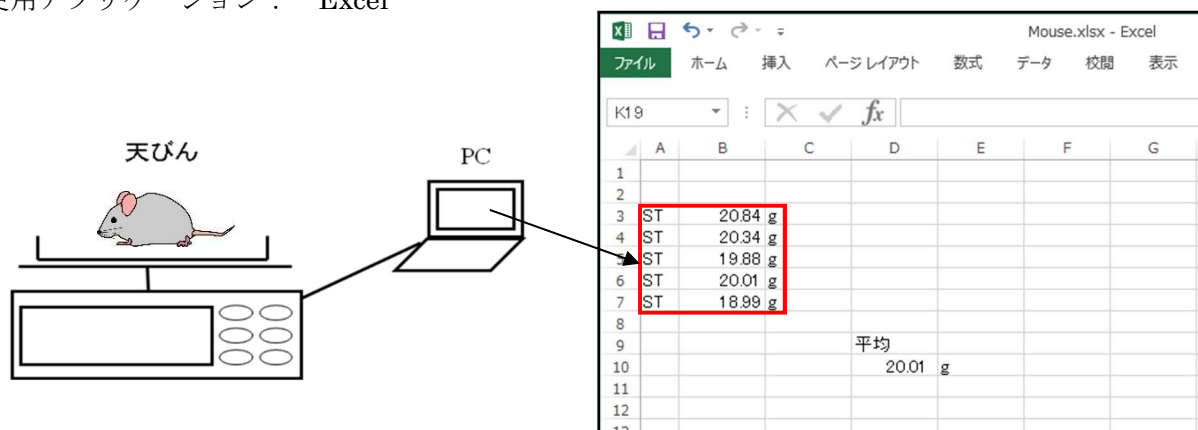 使用アプリケーション： Excel
天びん
PC
Mouse.xlsx - Excel
ファイル ホーム 挿入 ページ レイアウト 数式 データ 校閲 表示
K19 fx
A B C D E F G
1
2
3 ST 20.84 g
4 ST 20.34 g
5 ST 19.88 g
6 ST 20.01 g
7 ST 18.99 g
8
9 平均
10 20.01 g
11
12